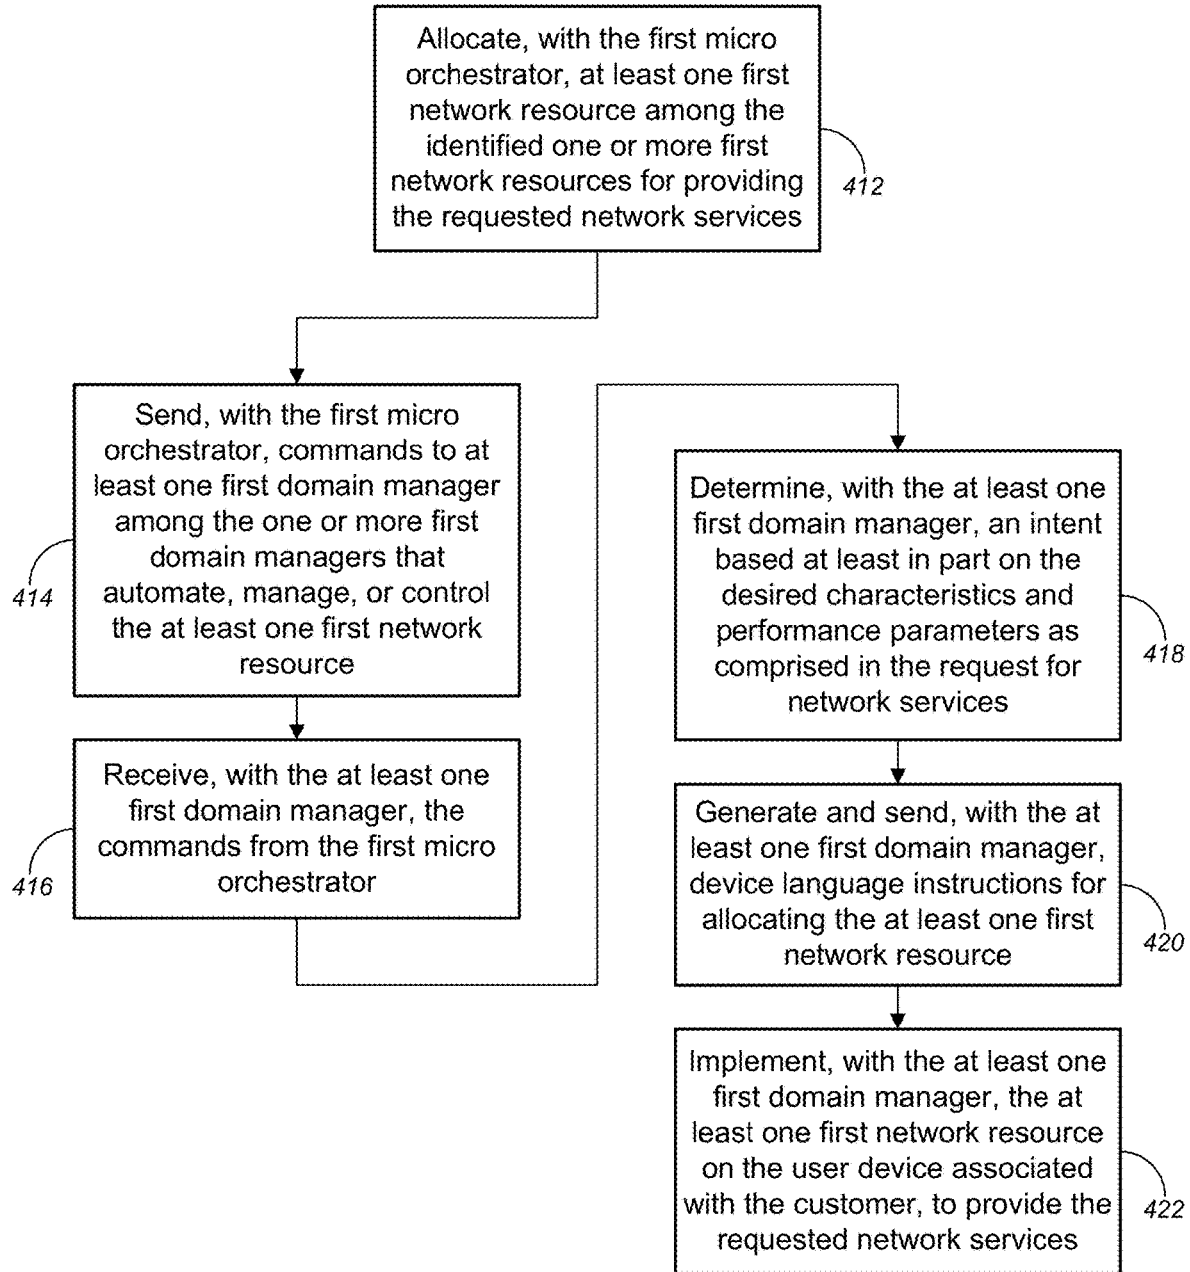 Allocate, with the first micro
orchestrator, at least one first
network resource among the
identified one or more first
network resources for providing
the requested network services
412
Send, with the first micro
orchestrator, commands to at
least one first domain manager
among the one or more first
domain managers that
automate, manage, or control
the at least one first network
resource
414
Receive, with the at least one
first domain manager, the
commands from the first micro
orchestrator
416
Determine, with the at least one
first domain manager, an intent
based at least in part on the
desired characteristics and
performance parameters as
comprised in the request for
network services
418
Generate and send, with the at
least one first domain manager,
device language instructions for
allocating the at least one first
network resource
420
Implement, with the at least one
first domain manager, the at
least one first network resource
on the user device associated
with the customer, to provide the
requested network services
422